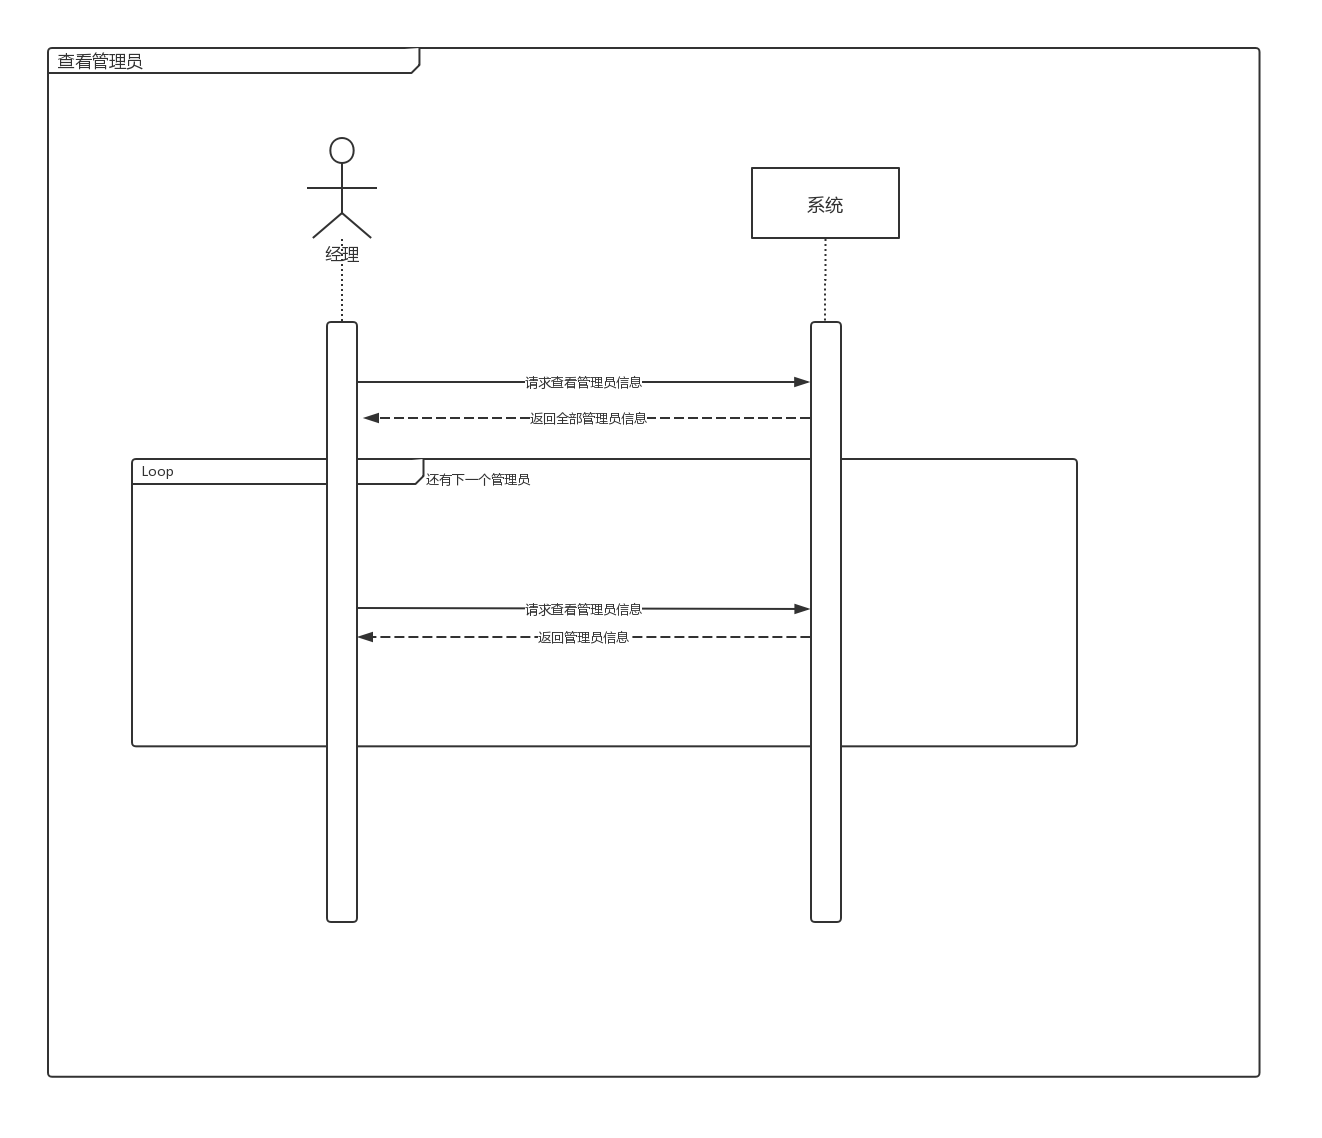 查看管理员
系统
经理
请求查看管理员信息
返回全部管理员信息
Loop
还有下一个管理员
请求查看管理员信息
返回管理员信息